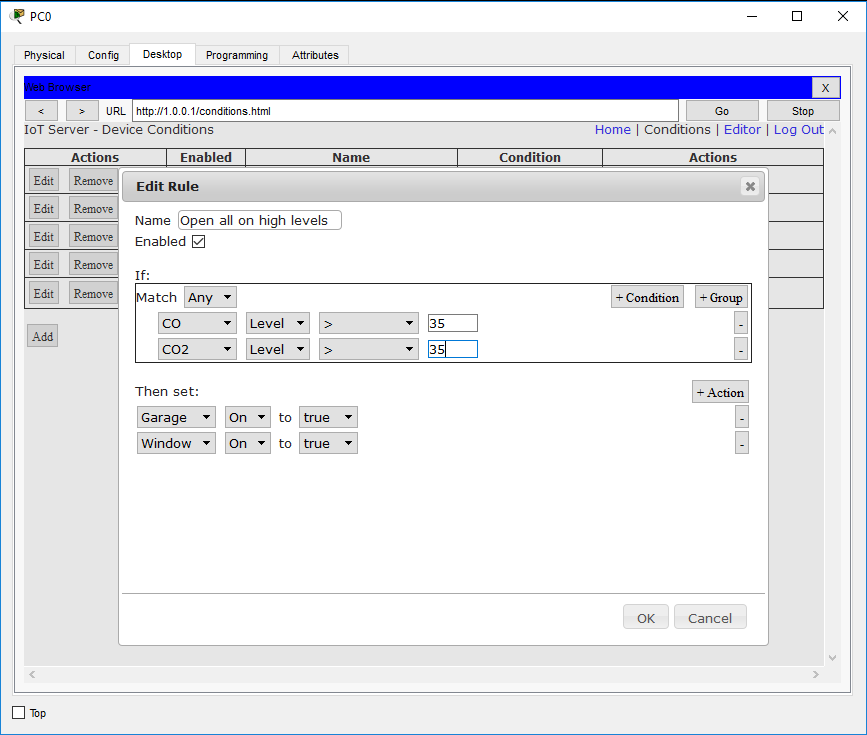 PC0
Physical Config Desktop Programming Attributes
Web Browser X
< > URL http://1.0.0.1/conditions.html Go Stop
IoT Server - Device Conditions Home | Conditions | Editor | Log Out
Actions Enabled Name Condition Actions
Edit Remove
Edit Remove
Edit Remove
Edit Remove
Edit Remove
Add
Edit Rule
Name Open all on high levels
Enabled
If:
Match Any + Condition + Group
CO Level > 35 -
CO2 Level > 35 -
Then set: + Action
Garage On to true -
Window On to true -
OK Cancel
Top